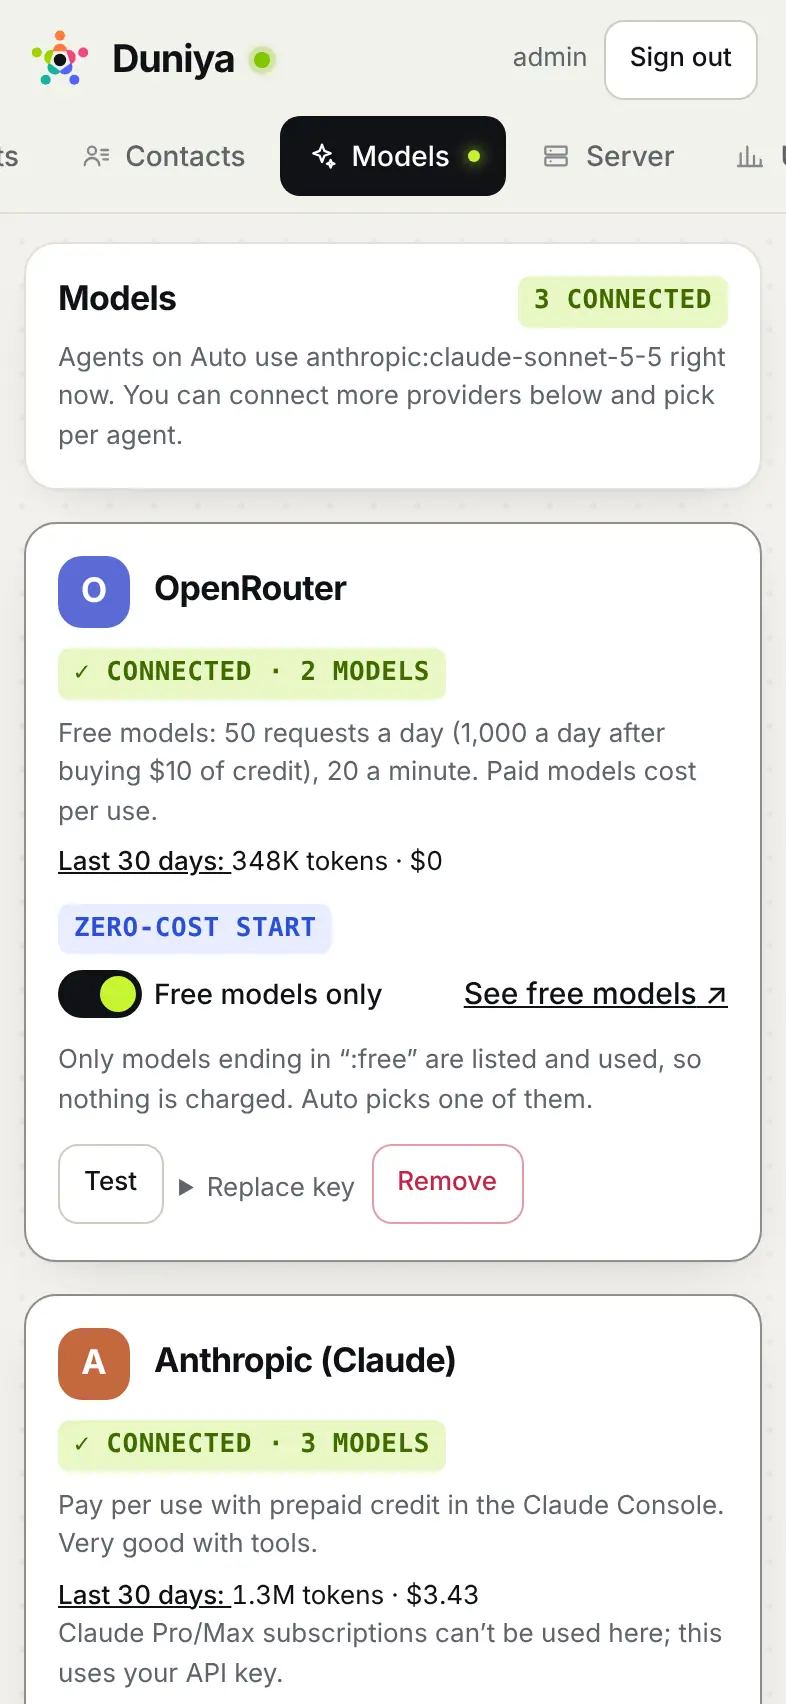 Duniya
admin
Sign out
ts
Contacts
Models
Server
Models
3 CONNECTED
Agents on Auto use anthropic:claude-sonnet-5-5 right
now. You can connect more providers below and pick
per agent.
O
OpenRouter
✓ CONNECTED · 2 MODELS
Free models: 50 requests a day (1,000 a day after
buying $10 of credit), 20 a minute. Paid models cost
per use.
Last 30 days: 348K tokens · $0
ZERO-COST START
Free models only
See free models ↗
Only models ending in “:free” are listed and used, so
nothing is charged. Auto picks one of them.
Test
▶ Replace key
Remove
A
Anthropic (Claude)
✓ CONNECTED · 3 MODELS
Pay per use with prepaid credit in the Claude Console.
Very good with tools.
Last 30 days: 1.3M tokens · $3.43
Claude Pro/Max subscriptions can’t be used here; this
uses your API key.